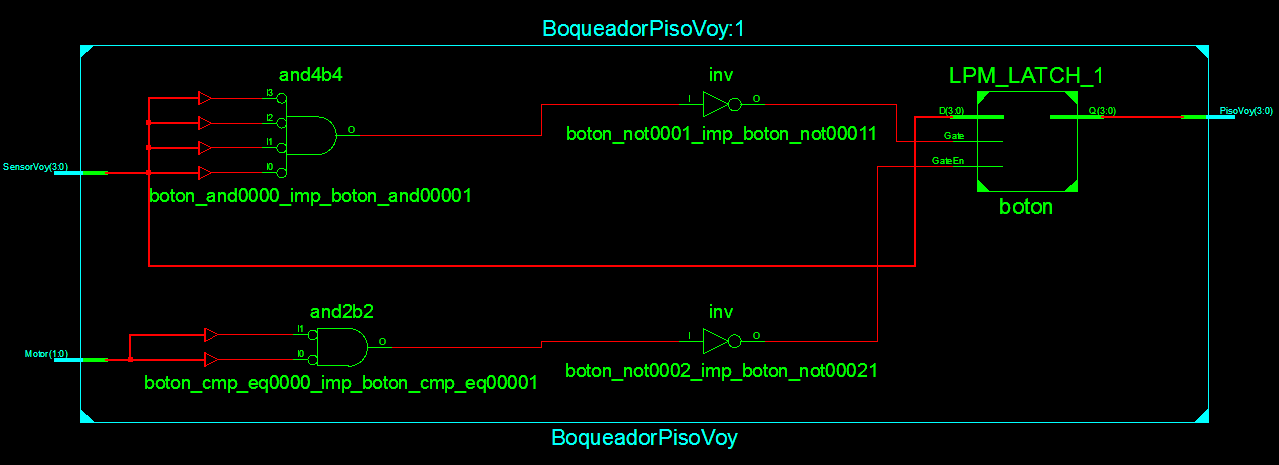 BoqueadorPisoVoy:1
and4b4
inv
LPM_LATCH_1
I3
I2
I1
I0
O
I
O
D(3:0)
Q(3:0)
PisoVoy(3:0)
Gate
GateEn
boton_not0001_imp_boton_not00011
SensorVoy(3:0)
boton_and0000_imp_boton_and00001
boton
and2b2
inv
I1
I0
O
I
O
Motor(1:0)
boton_cmp_eq0000_imp_boton_cmp_eq00001
boton_not0002_imp_boton_not00021
BoqueadorPisoVoy